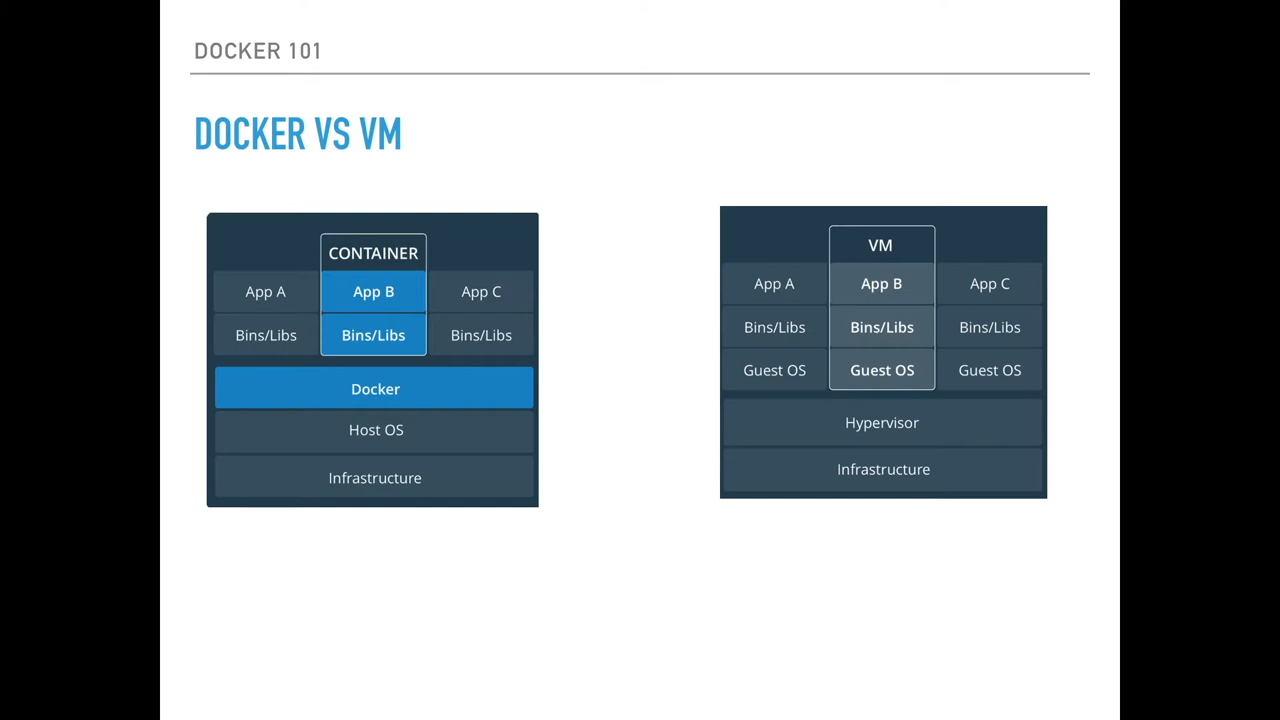 DOCKER 101
DOCKER VS VM
CONTAINER
App A App B App C
Bins/Libs Bins/Libs Bins/Libs
Docker
Host OS
Infrastructure
VM
App A App B App C
Bins/Libs Bins/Libs Bins/Libs
Guest OS Guest OS Guest OS
Hypervisor
Infrastructure